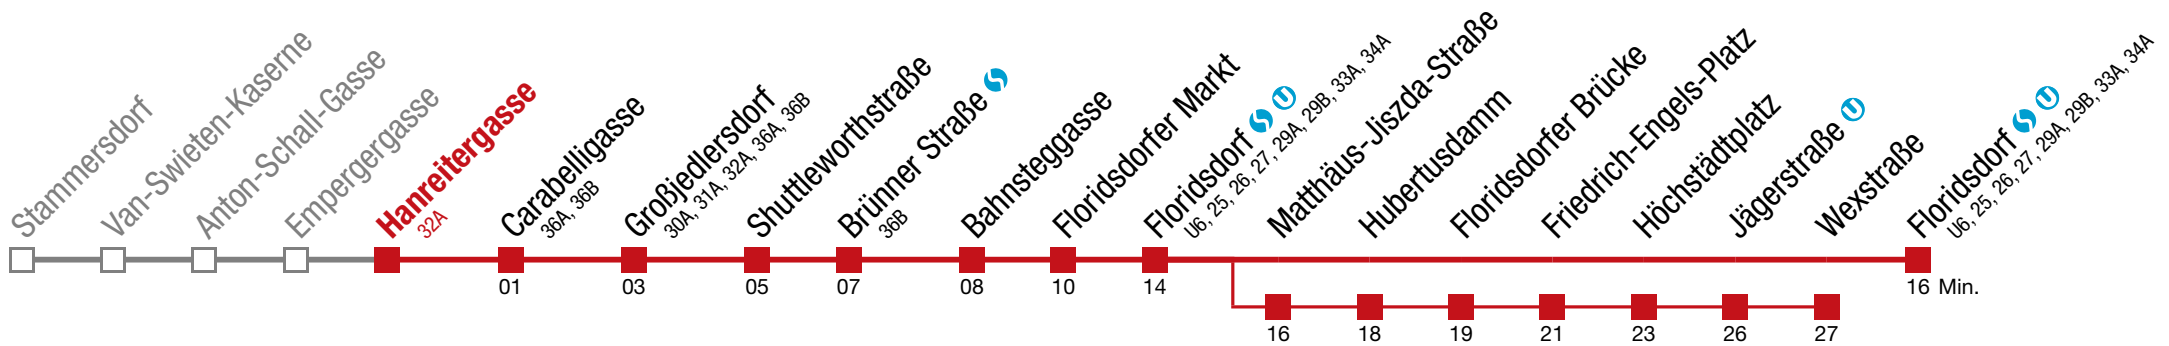 Stammersdorf
Van-Swieten-Kaserne
Anton-Schall-Gasse
Empergergasse
Hanreitergasse
32A
Carabelligasse
36A, 36B
Großjedlersdorf
30A, 31A, 32A, 36A, 36B
Shuttleworthstraße
Brünner Straße S
36B
Bahnsteggasse
Floridsdorfer Markt
Floridsdorf S U
U6, 25, 26, 27, 29A, 29B, 33A, 34A
Matthäus-Jiszda-Straße
Hubertusdamm
Floridsdorfer Brücke
Friedrich-Engels-Platz
Höchstädtplatz
Jägerstraße U
Wexstraße
Floridsdorf S U
U6, 25, 26, 27, 29A, 29B, 33A, 34A
01 03 05 07 08 10 14 16 Min.
16 18 19 21 23 26 27